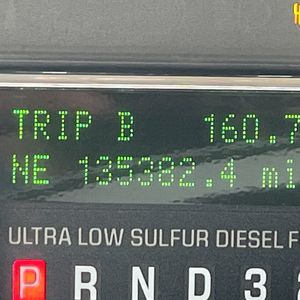 TRIP B 160.7
NE 135382.4 mi
ULTRA LOW SULFUR DIESEL F
P R N D 3